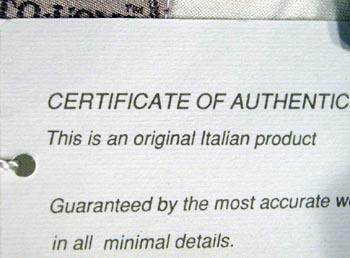 CERTIFICATE OF AUTHENTIC
This is an original Italian product
Guaranteed by the most accurate w
in all minimal details.